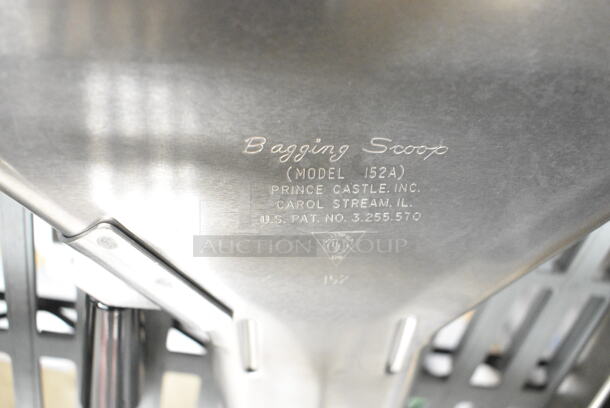 Bagging Scoop
(MODEL 152A)
PRINCE CASTLE, INC.
CAROL STREAM, IL.
U.S. PAT. NO. 3,255,570
AUCTION GROUP
152